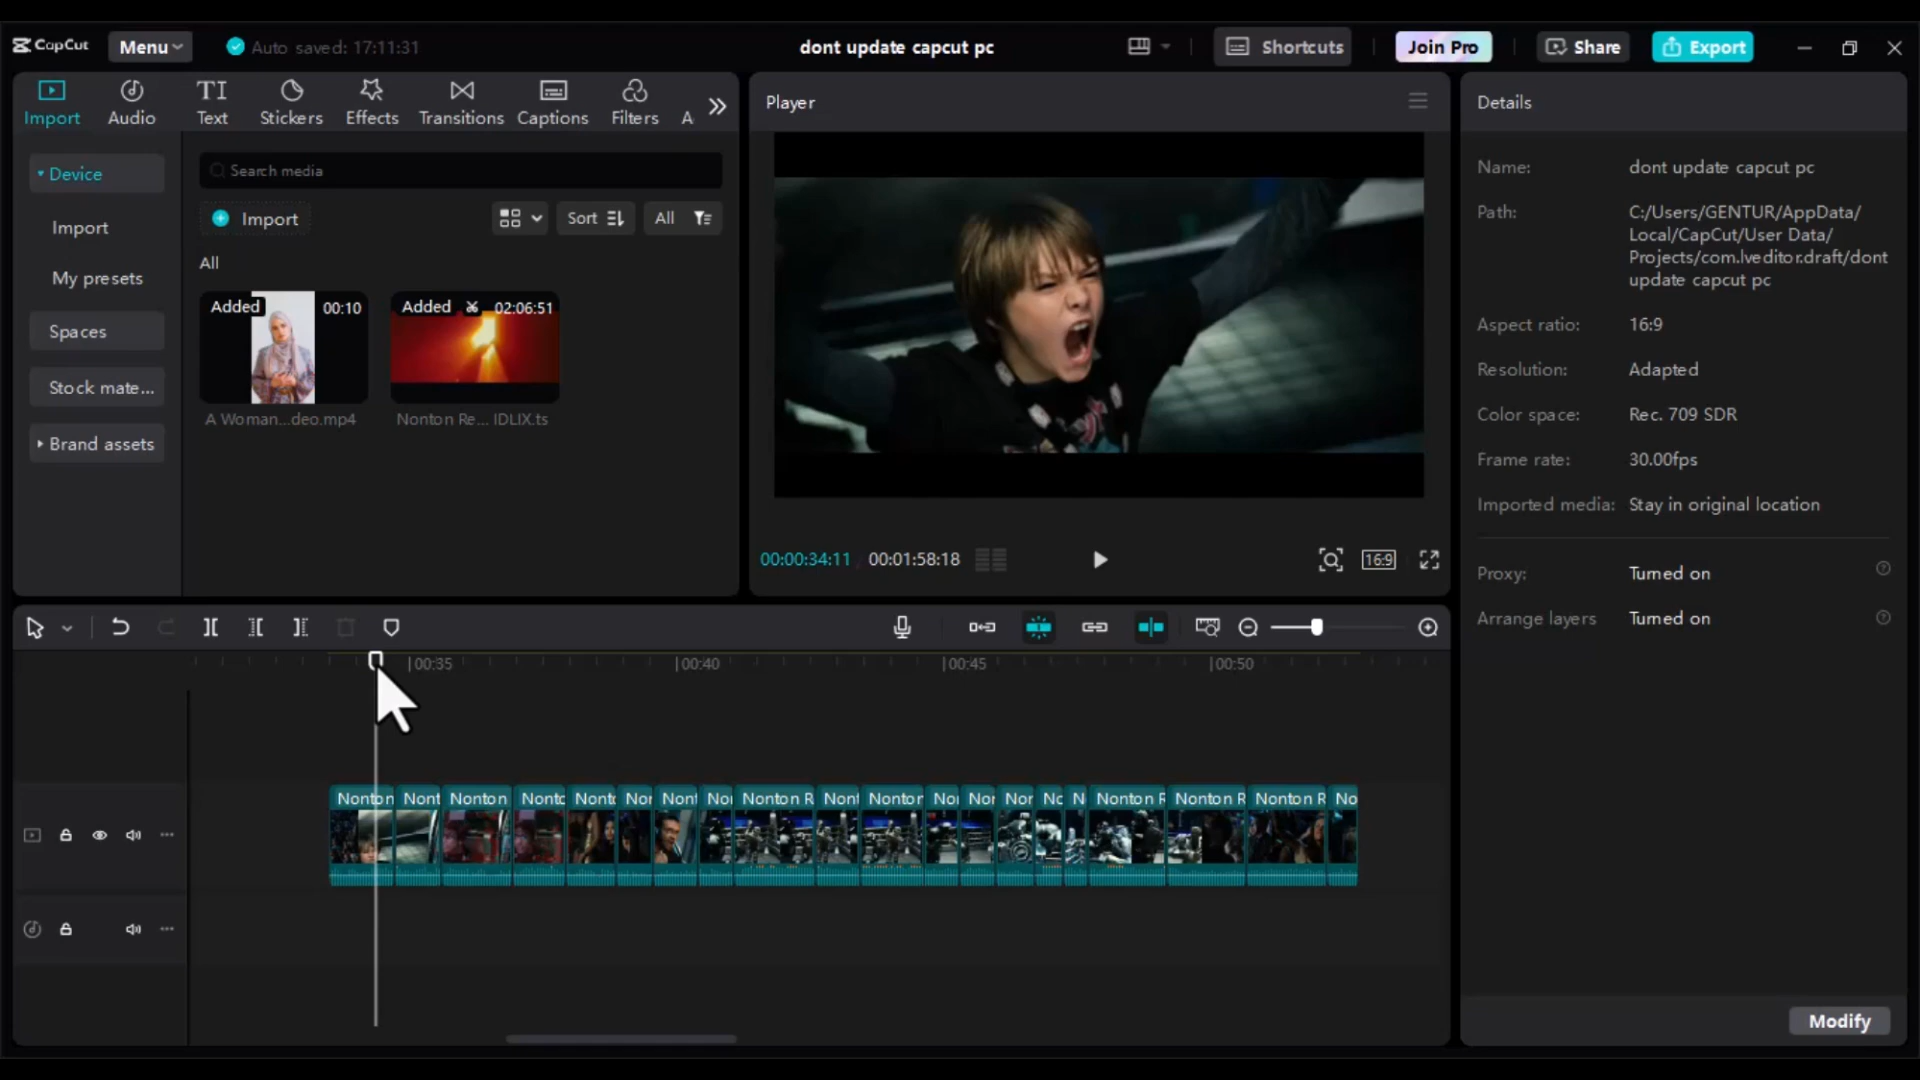 CapCut
Menu
Auto saved: 17:11:31
dont update capcut pc
Shortcuts
Join Pro
Share
Export
Import
Audio
TI
Text
Stickers
Effects
Transitions
Captions
Filters
A
Player
Details
Device
Import
My presets
Spaces
Stock mate...
Brand assets
Search media
Import
Sort
All
All
Added
00:10
A Woman...deo.mp4
Added
02:06:51
Nonton Re... IDLIX.ts
00:00:34:11
00:01:58:18
16:9
Name:
dont update capcut pc
Path:
C:/Users/GENTUR/AppData/
Local/CapCut/User Data/
Projects/com.lveditor.draft/dont
update capcut pc
Aspect ratio:
16:9
Resolution:
Adapted
Color space:
Rec. 709 SDR
Frame rate:
30.00fps
Imported media:
Stay in original location
Proxy:
Turned on
Arrange layers
Turned on
00:35
00:40
00:45
00:50
Nonton
Nont
Nonton
Nontc
Nont
Nor
Nont
No
Nonton R
Nont
Nonton
No
Nor
Nor
Nc
N
Nonton R
Nonton R
Nonton R
No
Modify